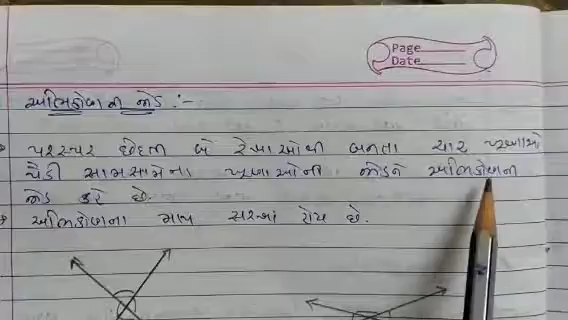 Page
Date
અભિકોણની જોડ :-
પરસ્પર છેદતી બે રેખાઓથી બનતા ચાર ખૂણાઓ
પૈકી સામસામેના ખૂણાઓની જોડને અભિકોણની
જોડ કહે છે.
અભિકોણના માપ સરખાં હોય છે.